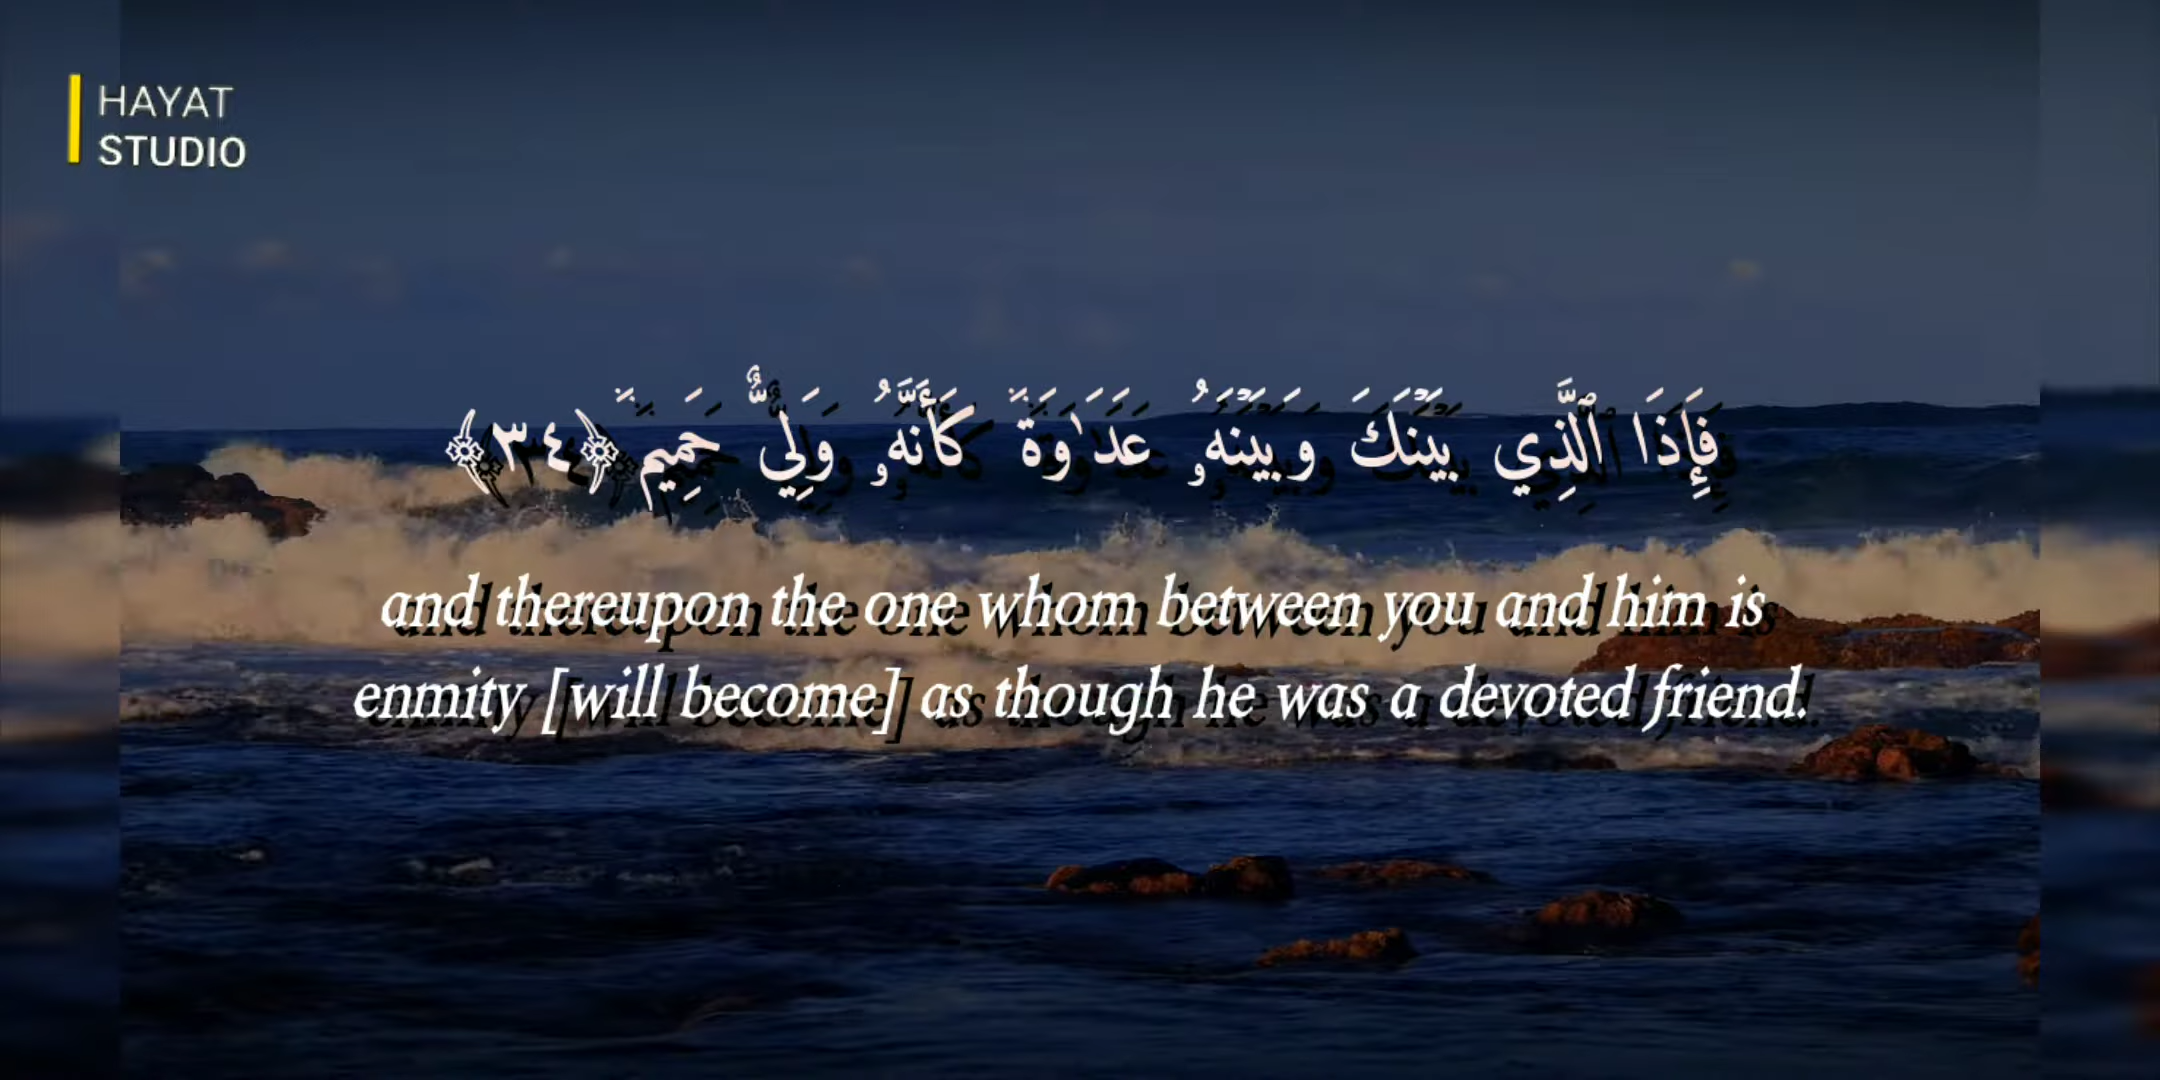 HAYAT
STUDIO
فَإِذَا ٱلَّذِي بَيۡنَكَ وَبَيۡنَهُۥ عَدَٰوَةٞ كَأَنَّهُۥ وَلِيٌّ حَمِيمٞ ﴿٣٤﴾
and thereupon the one whom between you and him is
enmity [will become] as though he was a devoted friend.